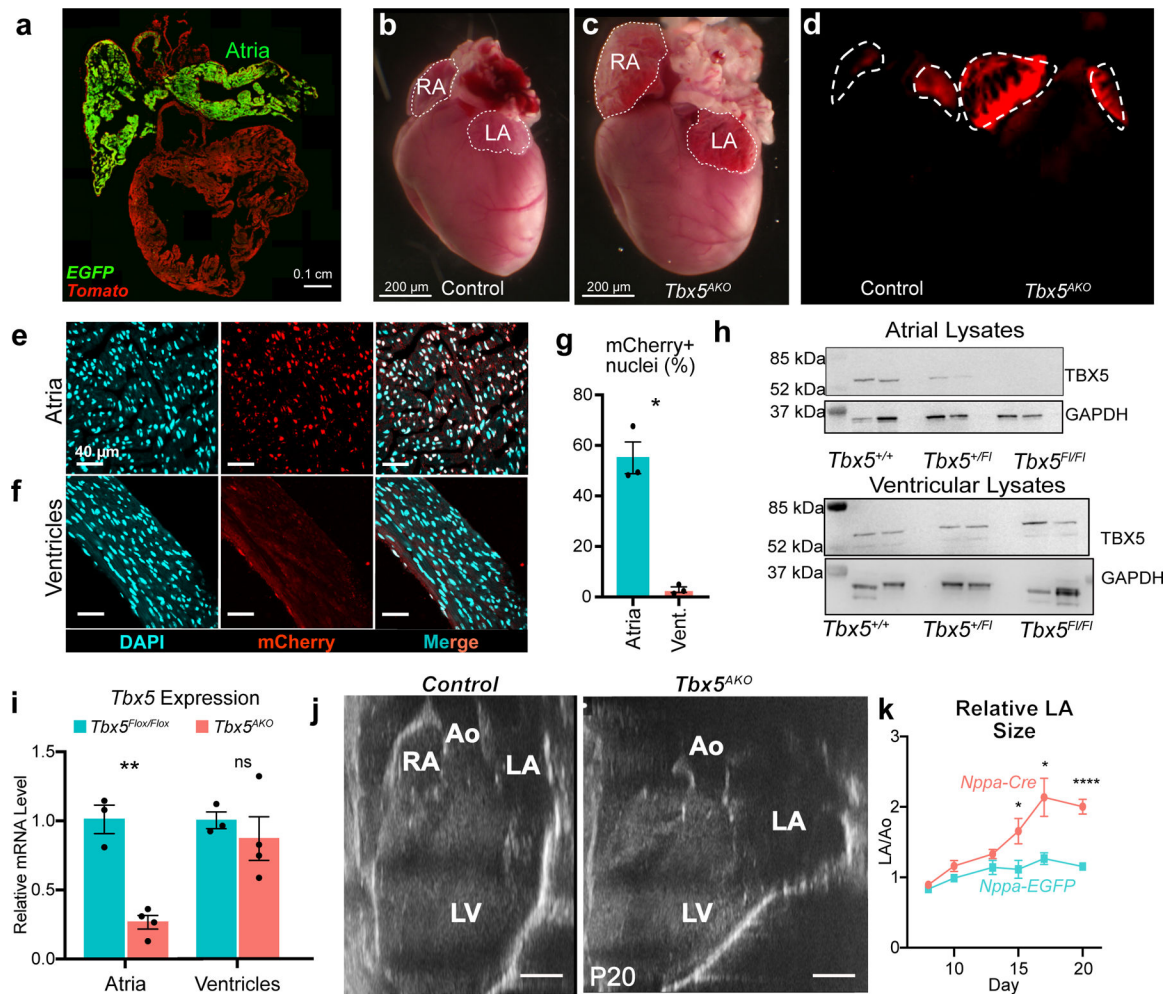 a
Atria
EGFP
Tomato
0.1 cm
b
RA
LA
200 µm
Control
c
RA
LA
200 µm
Tbx5AKO
d
Control
Tbx5AKO
e
Atria
40 µm
f
Ventricles
DAPI
mCherry
Merge
g
mCherry+
nuclei (%)
80
60
40
20
0
*
Atria
Vent.
h
Atrial Lysates
85 kDa
52 kDa
TBX5
37 kDa
GAPDH
Tbx5+/+
Tbx5+/Fl
Tbx5Fl/Fl
Ventricular Lysates
85 kDa
52 kDa
TBX5
37 kDa
GAPDH
Tbx5+/+
Tbx5+/Fl
Tbx5Fl/Fl
i
Tbx5 Expression
Tbx5Flox/Flox
Tbx5AKO
Relative mRNA Level
1.5
1.0
0.5
0.0
**
ns
Atria
Ventricles
j
Control
Ao
RA
LA
LV
Tbx5AKO
Ao
LA
LV
P20
k
Relative LA
Size
LA/Ao
3
2
1
0
Nppa-Cre
Nppa-EGFP
*
*
****
10
15
20
Day